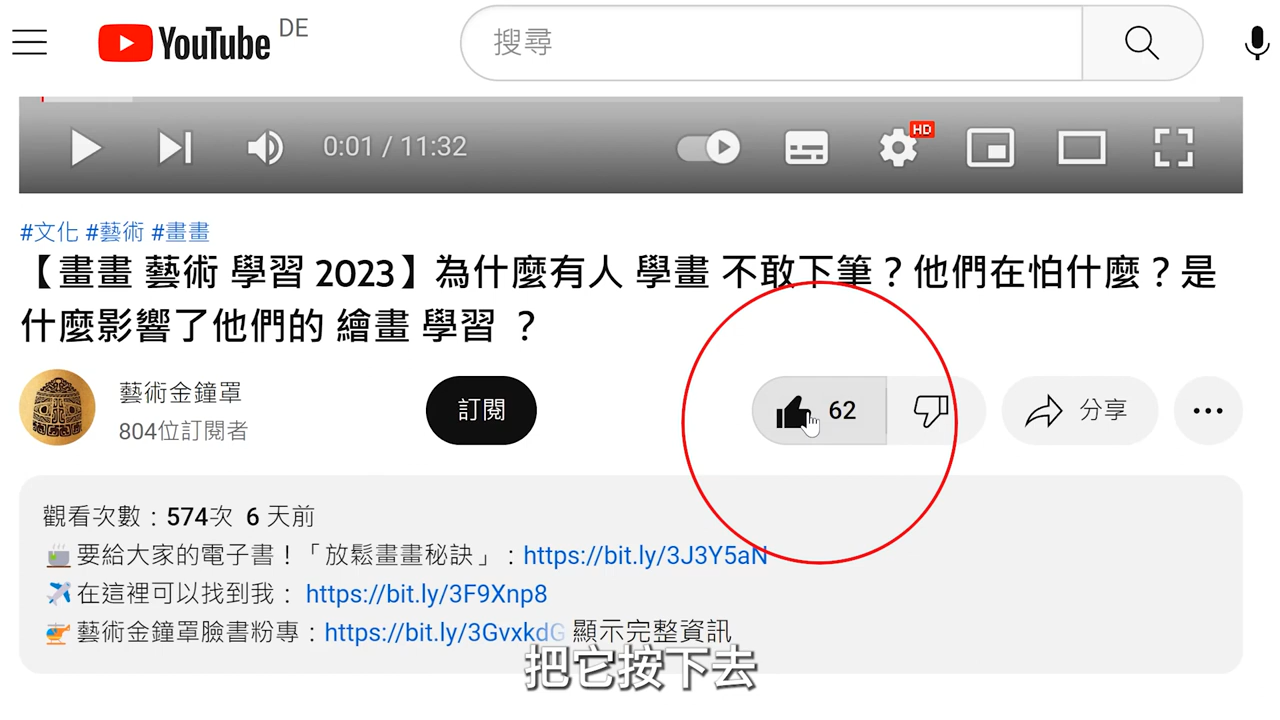 YouTube DE
搜尋
0:01 / 11:32
HD
#文化 #藝術 #畫畫
【畫畫 藝術 學習 2023】為什麼有人 學畫 不敢下筆？他們在怕什麼？是
什麼影響了他們的 繪畫 學習 ？
藝術金鐘罩
804位訂閱者
訂閱
62
分享
觀看次數：574次 6 天前
要給大家的電子書！「放鬆畫畫秘訣」：https://bit.ly/3J3Y5aN
在這裡可以找到我： https://bit.ly/3F9Xnp8
藝術金鐘罩臉書粉專：https://bit.ly/3GvxkdG 顯示完整資訊
把它按下去